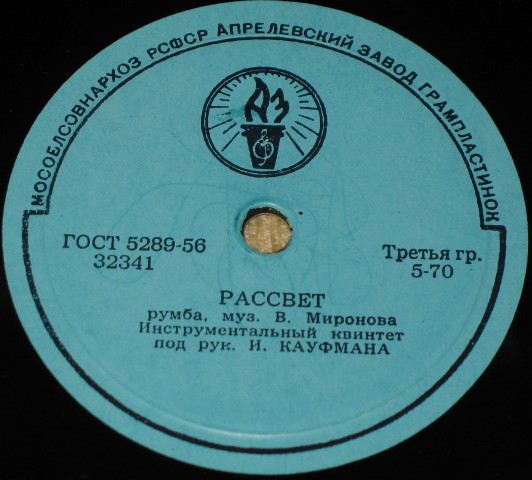 МОСОБЛСОВНАРХОЗ РСФСР АПРЕЛЕВСКИЙ ЗАВОД ГРАМПЛАСТИНОК
АЗ
ГОСТ 5289-56
32341
Третья гр.
5-70
РАССВЕТ
румба, муз. В. Миронова
Инструментальный квинтет
под рук. И. КАУФМАНА